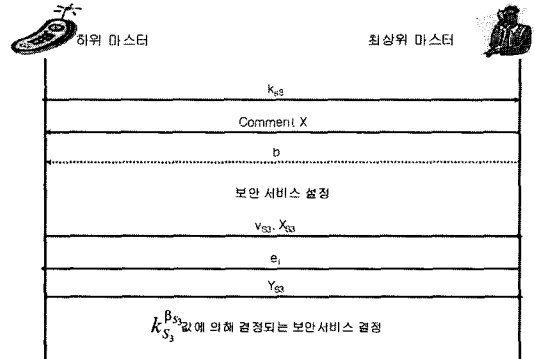 하위 마스터
최상위 마스터
k_{S3}
Comment X
b
보안 서비스 설정
v_{S3}, X_{S3}
e_i
Y_{S3}
k_{S_3}^{β_{S_3}}값에 의해 결정되는 보안서비스 결정